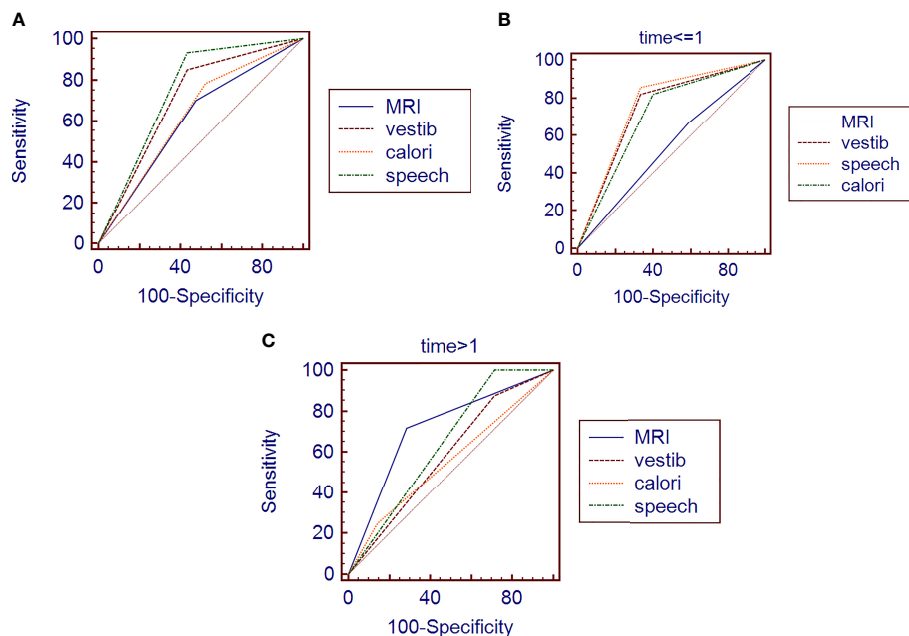 A
100
80
60
40
20
0
Sensitivity
0 40 80
100-Specificity
MRI
vestib
calori
speech
B
time<=1
100
80
60
40
20
0
Sensitivity
0 40 80
100-Specificity
MRI
vestib
speech
calori
C
time>1
100
80
60
40
20
0
Sensitivity
0 40 80
100-Specificity
MRI
vestib
calori
speech